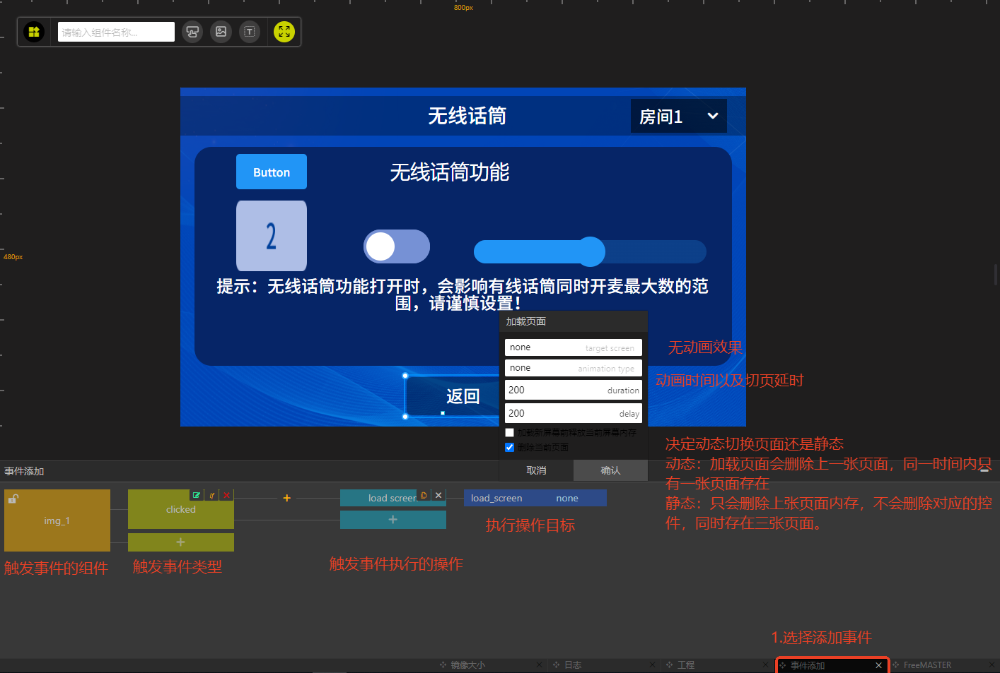 800px
请输入组件名称...
无线话筒
房间1
Button
无线话筒功能
2
480px
提示：无线话筒功能打开时，会影响有线话筒同时开麦最大数的范
围，请谨慎设置！
加载页面
none target screen
无动画效果
none animation type
动画时间以及切页延时
200 duration
返回
200 delay
加载新屏幕前释放当前屏幕内存
删除当前页面
取消 确认
决定动态切换页面还是静态
动态：加载页面会删除上一张页面，同一时间内只
有一张页面存在
静态：只会删除上张页面内存，不会删除对应的控
件，同时存在三张页面。
事件添加
img_1
if
clicked
+
load screen
load_screen none
+
+
执行操作目标
触发事件的组件
触发事件类型
触发事件执行的操作
1.选择添加事件
镜像大小
日志
工程
事件添加
FreeMASTER